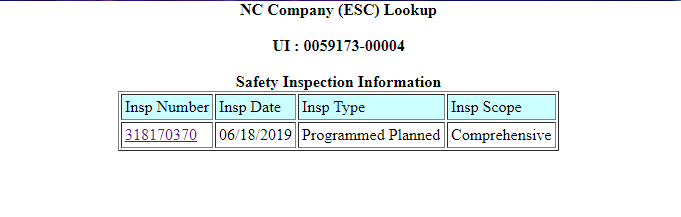 NC Company (ESC) Lookup
UI : 0059173-00004
Safety Inspection Information
Insp Number Insp Date Insp Type Insp Scope
318170370 06/18/2019 Programmed Planned Comprehensive